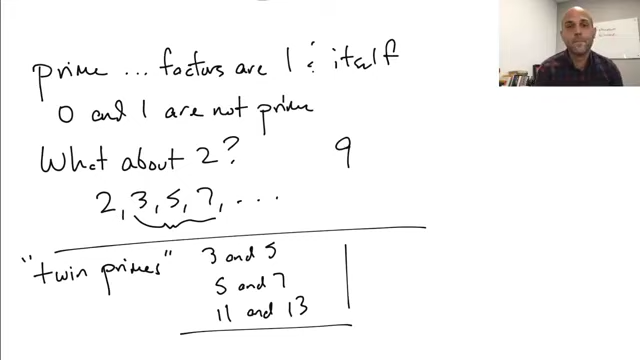 prime ... factors are 1 & itself
0 and 1 are not prime
What about 2? 9
2, 3, 5, 7, ...
"twin primes" 3 and 5
5 and 7
11 and 13